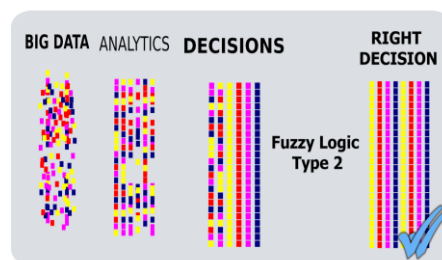 BIG DATA
ANALYTICS
DECISIONS
RIGHT
DECISION
Fuzzy Logic
Type 2